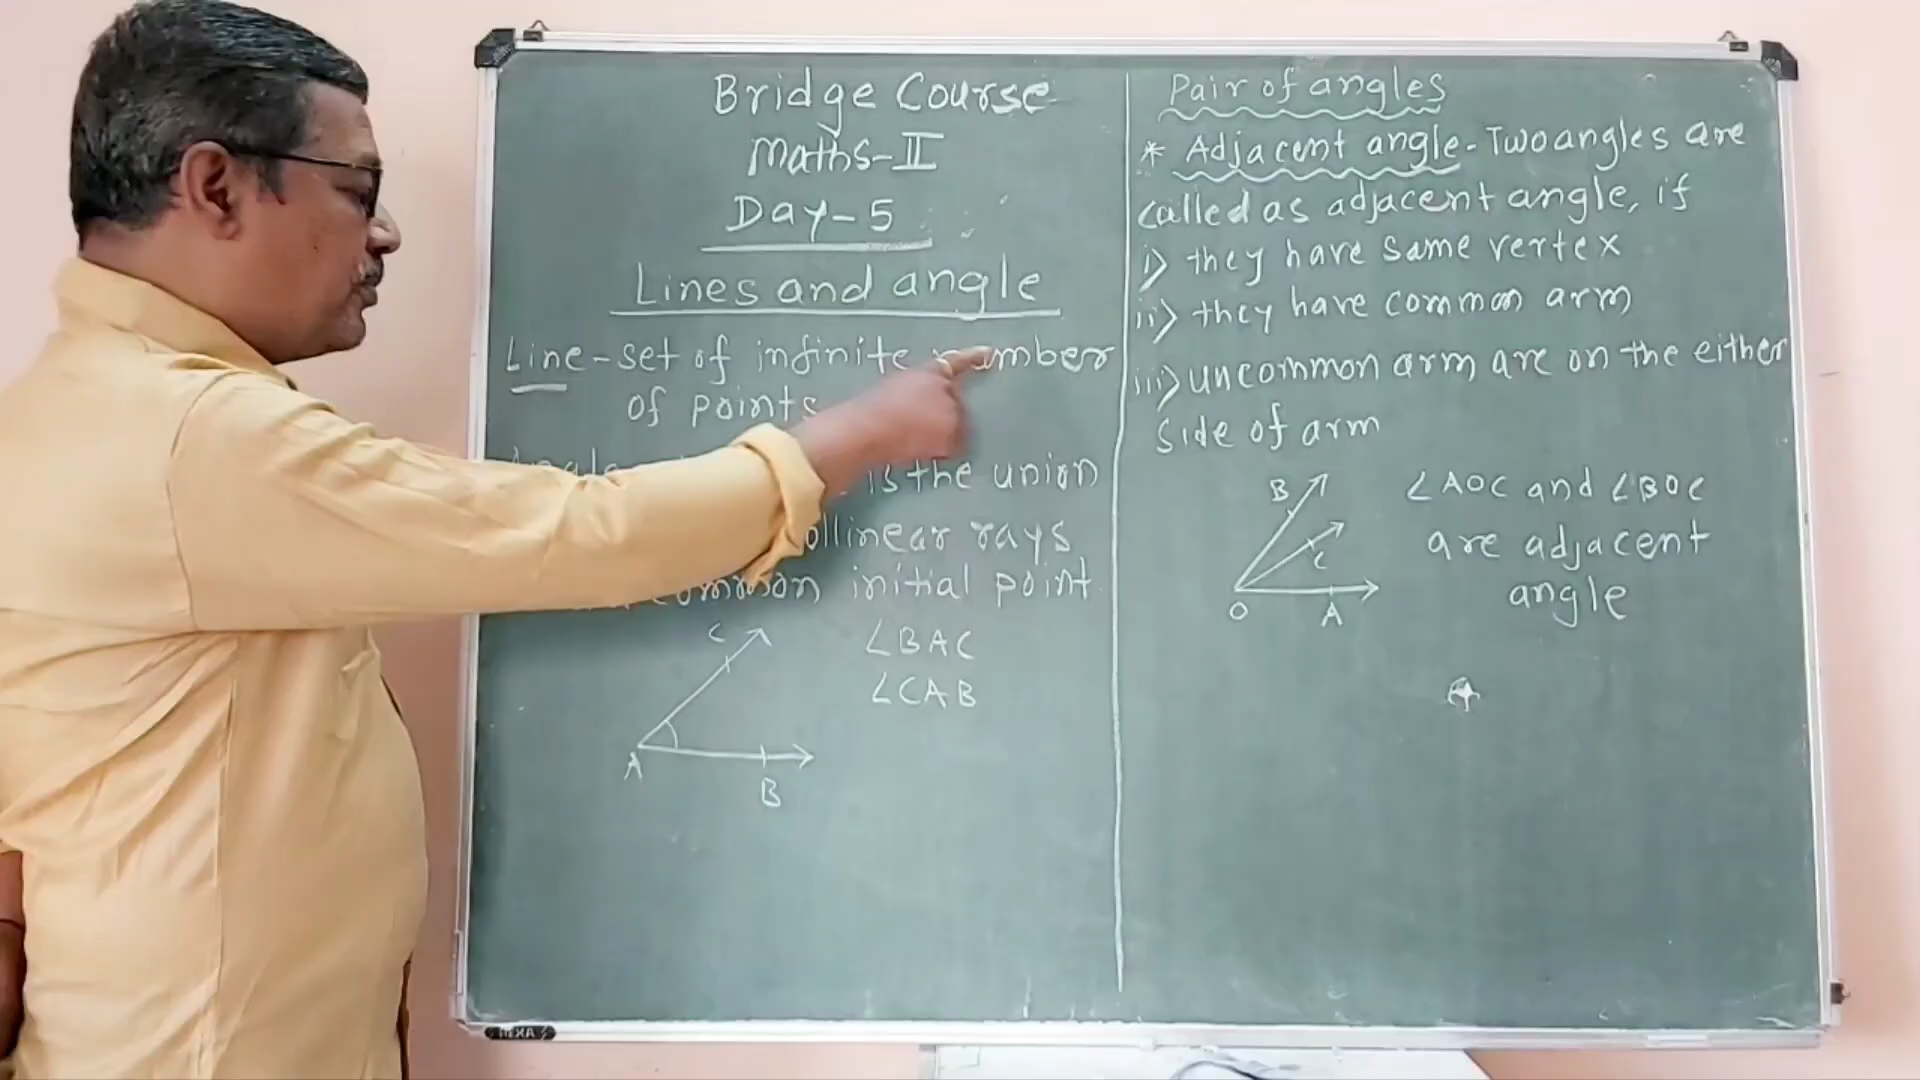 Bridge Course
Maths-II
Day-5
Lines and angle
Line-set of infinite number
of points
is the union
ollinear rays
common initial point
C
A
B
∠BAC
∠CAB
Pair of angles
* Adjacent angle-Two angles are
called as adjacent angle, if
i) they have same vertex
ii) they have common arm
iii) uncommon arm are on the either
side of arm
B
C
O
A
∠AOC and ∠BOC
are adjacent
angle